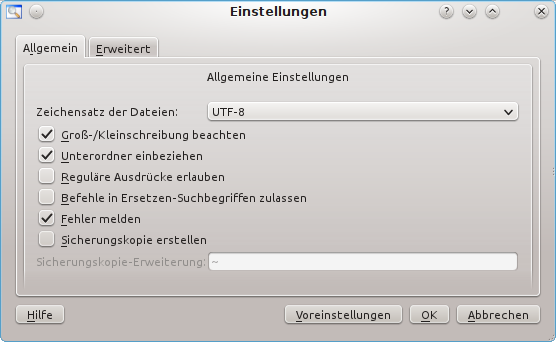 Einstellungen
Allgemein Erweitert
Allgemeine Einstellungen
Zeichensatz der Dateien: UTF-8
Groß-/Kleinschreibung beachten
Unterordner einbeziehen
Reguläre Ausdrücke erlauben
Befehle in Ersetzen-Suchbegriffen zulassen
Fehler melden
Sicherungskopie erstellen
Sicherungskopie-Erweiterung: ~
Hilfe Voreinstellungen OK Abbrechen